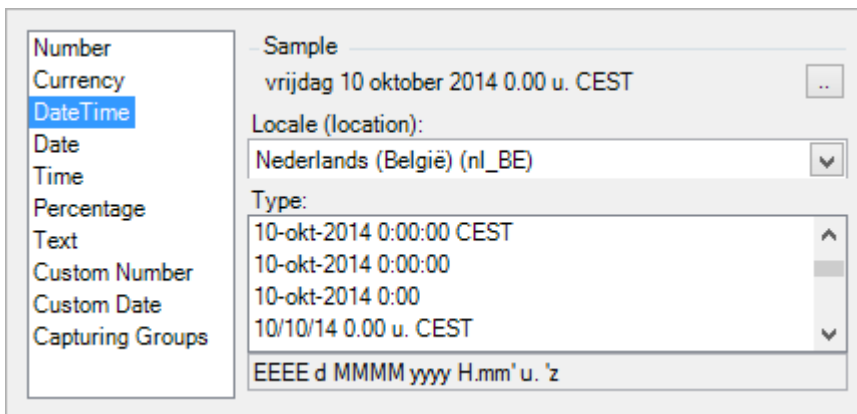 Number
Currency
DateTime
Date
Time
Percentage
Text
Custom Number
Custom Date
Capturing Groups
Sample
vrijdag 10 oktober 2014 0.00 u. CEST
..
Locale (location):
Nederlands (België) (nl_BE)
Type:
10-okt-2014 0:00:00 CEST
10-okt-2014 0:00:00
10-okt-2014 0:00
10/10/14 0.00 u. CEST
EEEE d MMMM yyyy H.mm' u. 'z